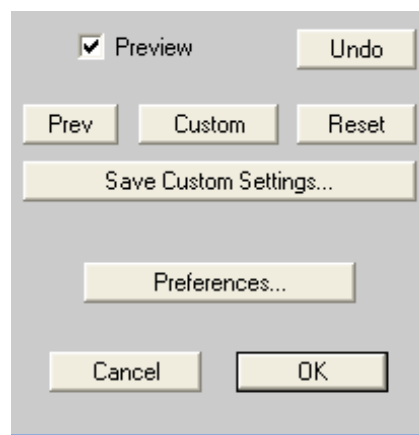 Preview Undo
Prev Custom Reset
Save Custom Settings...
Preferences...
Cancel OK